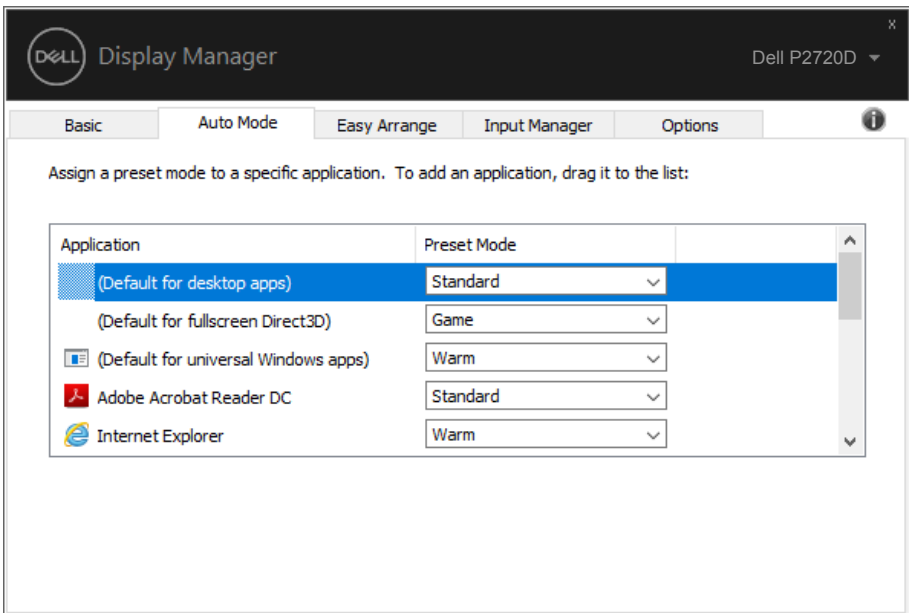 x
DELL Display Manager Dell P2720D
Basic Auto Mode Easy Arrange Input Manager Options
Assign a preset mode to a specific application. To add an application, drag it to the list:
Application Preset Mode
(Default for desktop apps) Standard
(Default for fullscreen Direct3D) Game
(Default for universal Windows apps) Warm
Adobe Acrobat Reader DC Standard
Internet Explorer Warm